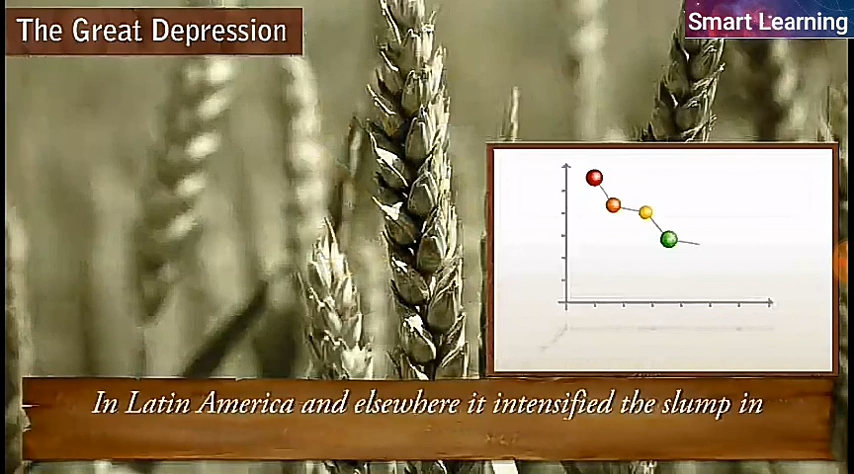 The Great Depression
Smart Learning
In Latin America and elsewhere it intensified the slump in